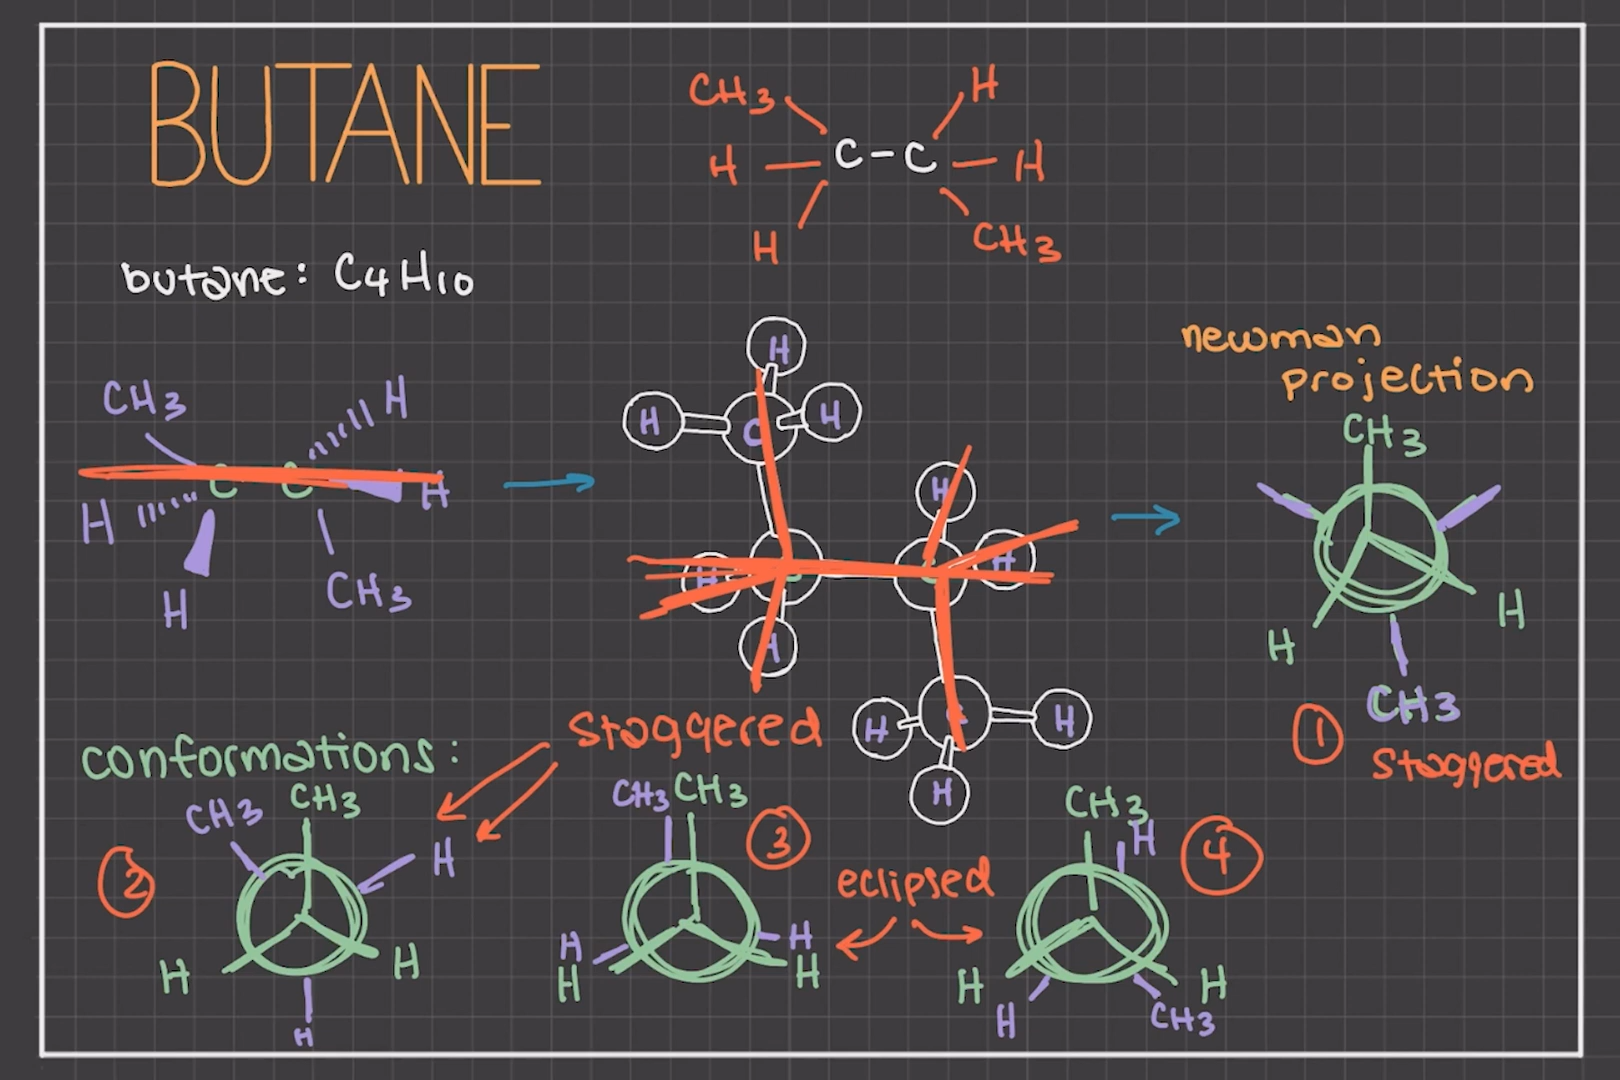 BUTANE
CH3
H
H
C-C
H
H
CH3
butane: C4H10
CH3
H
C
C
H
H
H
CH3
H
H
H
C
H
H
H
H
C
H
H
H
H
newman
projection
CH3
H
H
CH3
1
Staggered
Staggered
conformations:
2
CH3
CH3
H
H
H
H
CH3
CH3
3
H
H
H
H
eclipsed
CH3
H
4
H
H
H
CH3